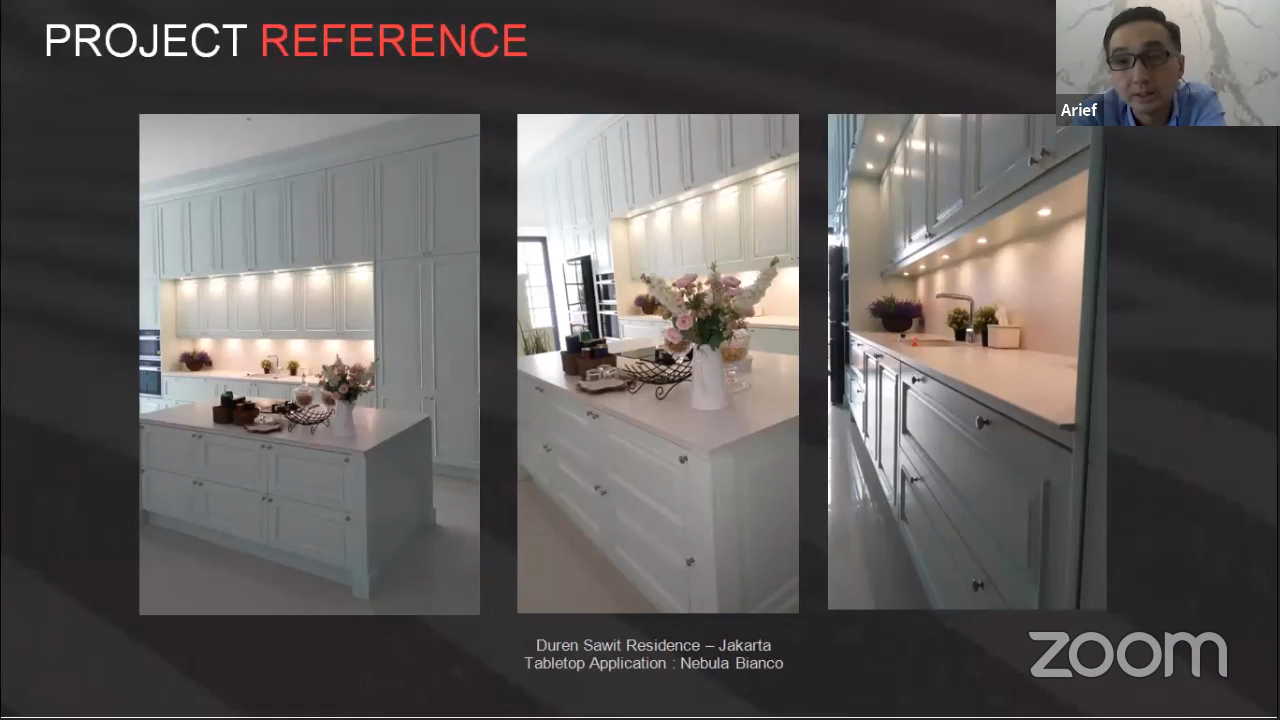 PROJECT REFERENCE
Arief
Duren Sawit Residence – Jakarta
Tabletop Application : Nebula Bianco
zoom